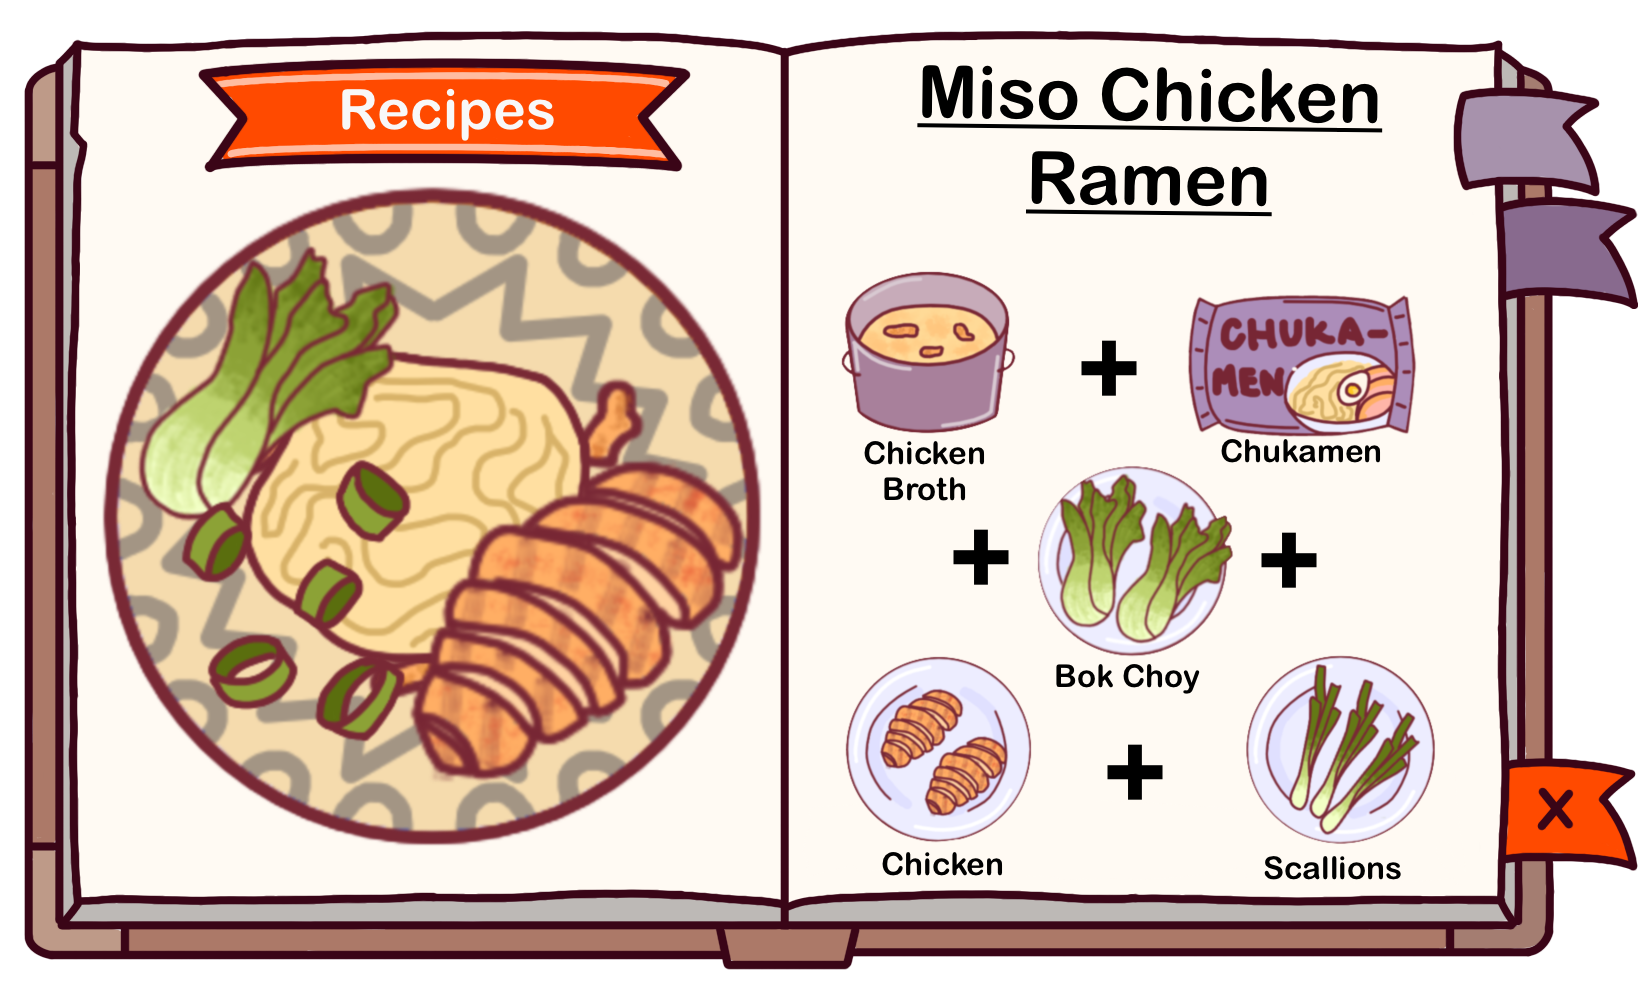 Recipes
Miso Chicken
Ramen
+
CHUKA-
MEN
Chicken
Broth
Chukamen
+
+
Bok Choy
+
Chicken
Scallions
X